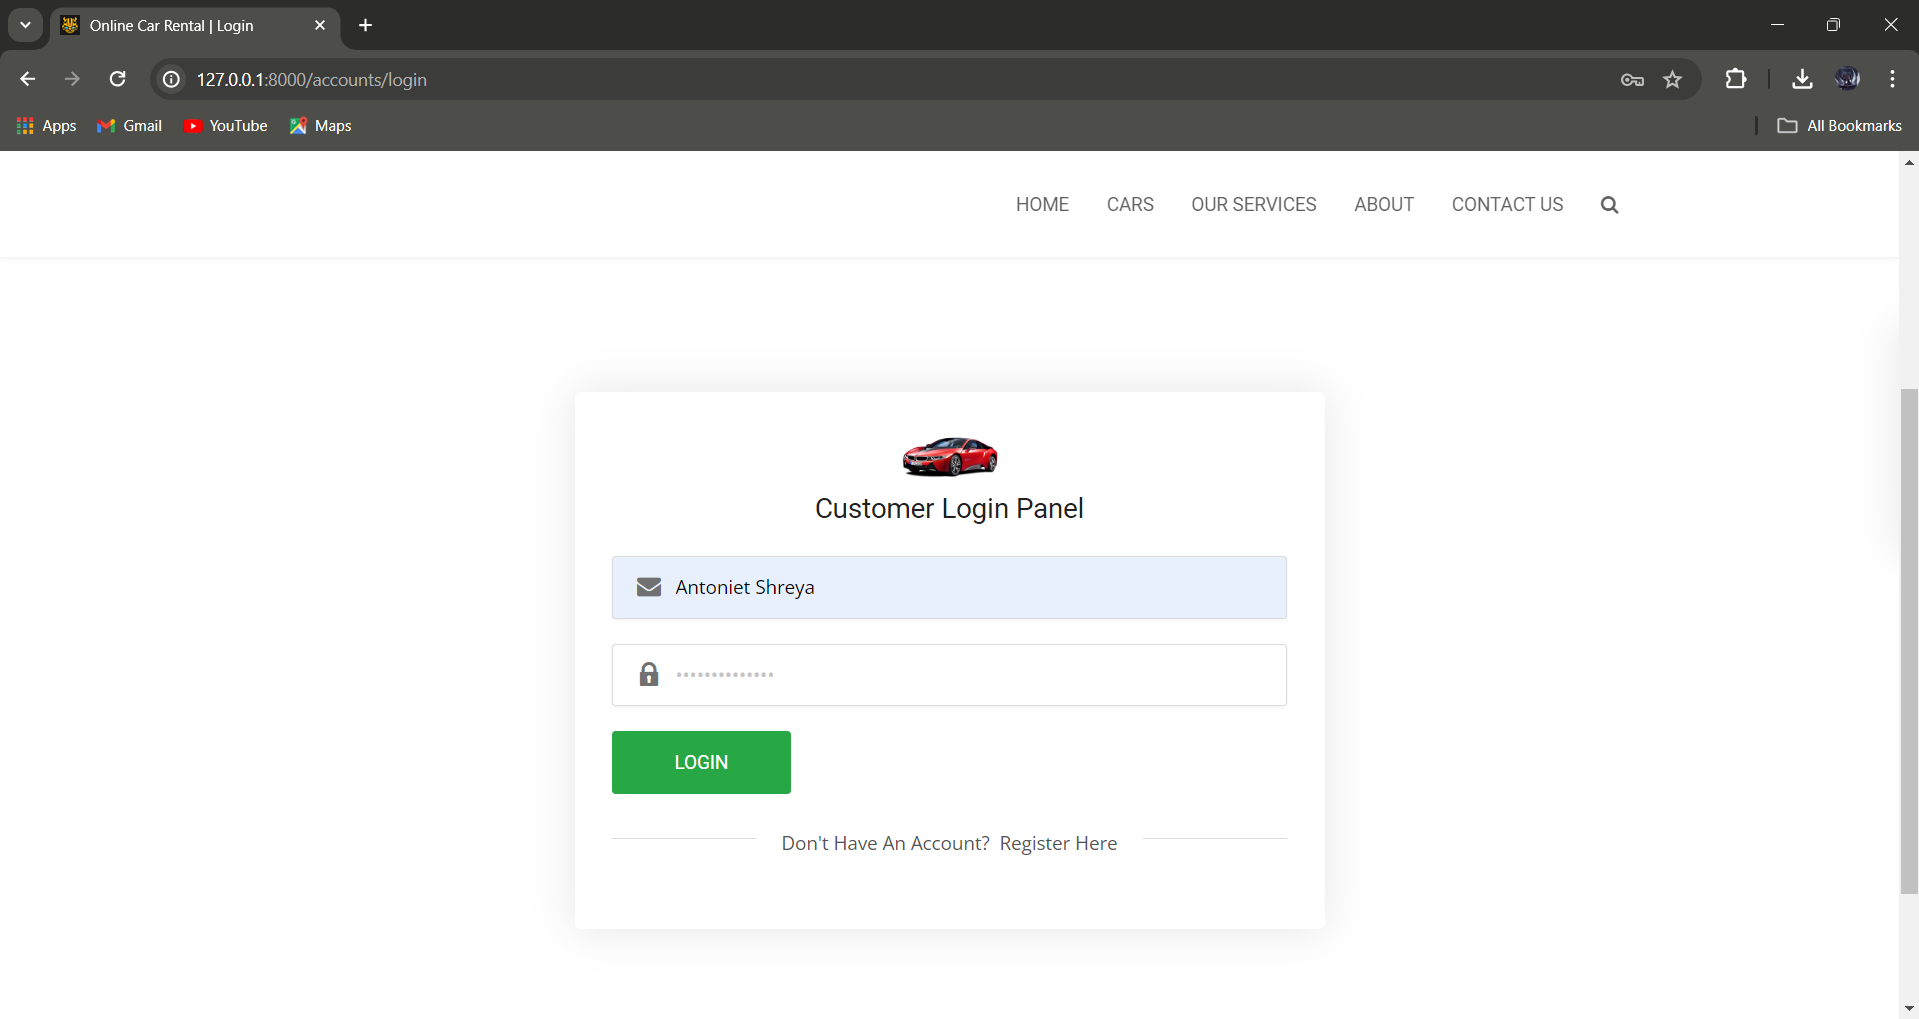 Online Car Rental | Login
127.0.0.1:8000/accounts/login
Apps Gmail YouTube Maps All Bookmarks
HOME CARS OUR SERVICES ABOUT CONTACT US
Customer Login Panel
Antoniet Shreya
••••••••••••••
LOGIN
Don't Have An Account? Register Here